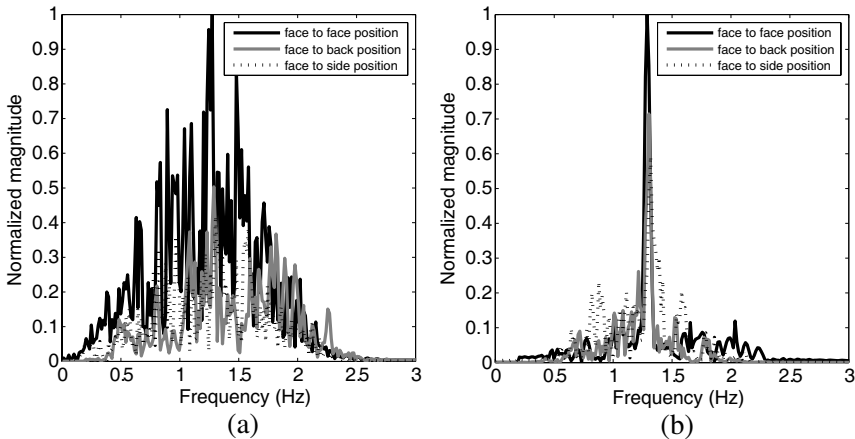 1
0.9
0.8
0.7
0.6
0.5
0.4
0.3
0.2
0.1
0
Normalized magnitude
face to face position
face to back position
face to side position
0 0.5 1 1.5 2 2.5 3
Frequency (Hz)
(a)
1
0.9
0.8
0.7
0.6
0.5
0.4
0.3
0.2
0.1
0
Normalized magnitude
face to face position
face to back position
face to side position
0 0.5 1 1.5 2 2.5 3
Frequency (Hz)
(b)